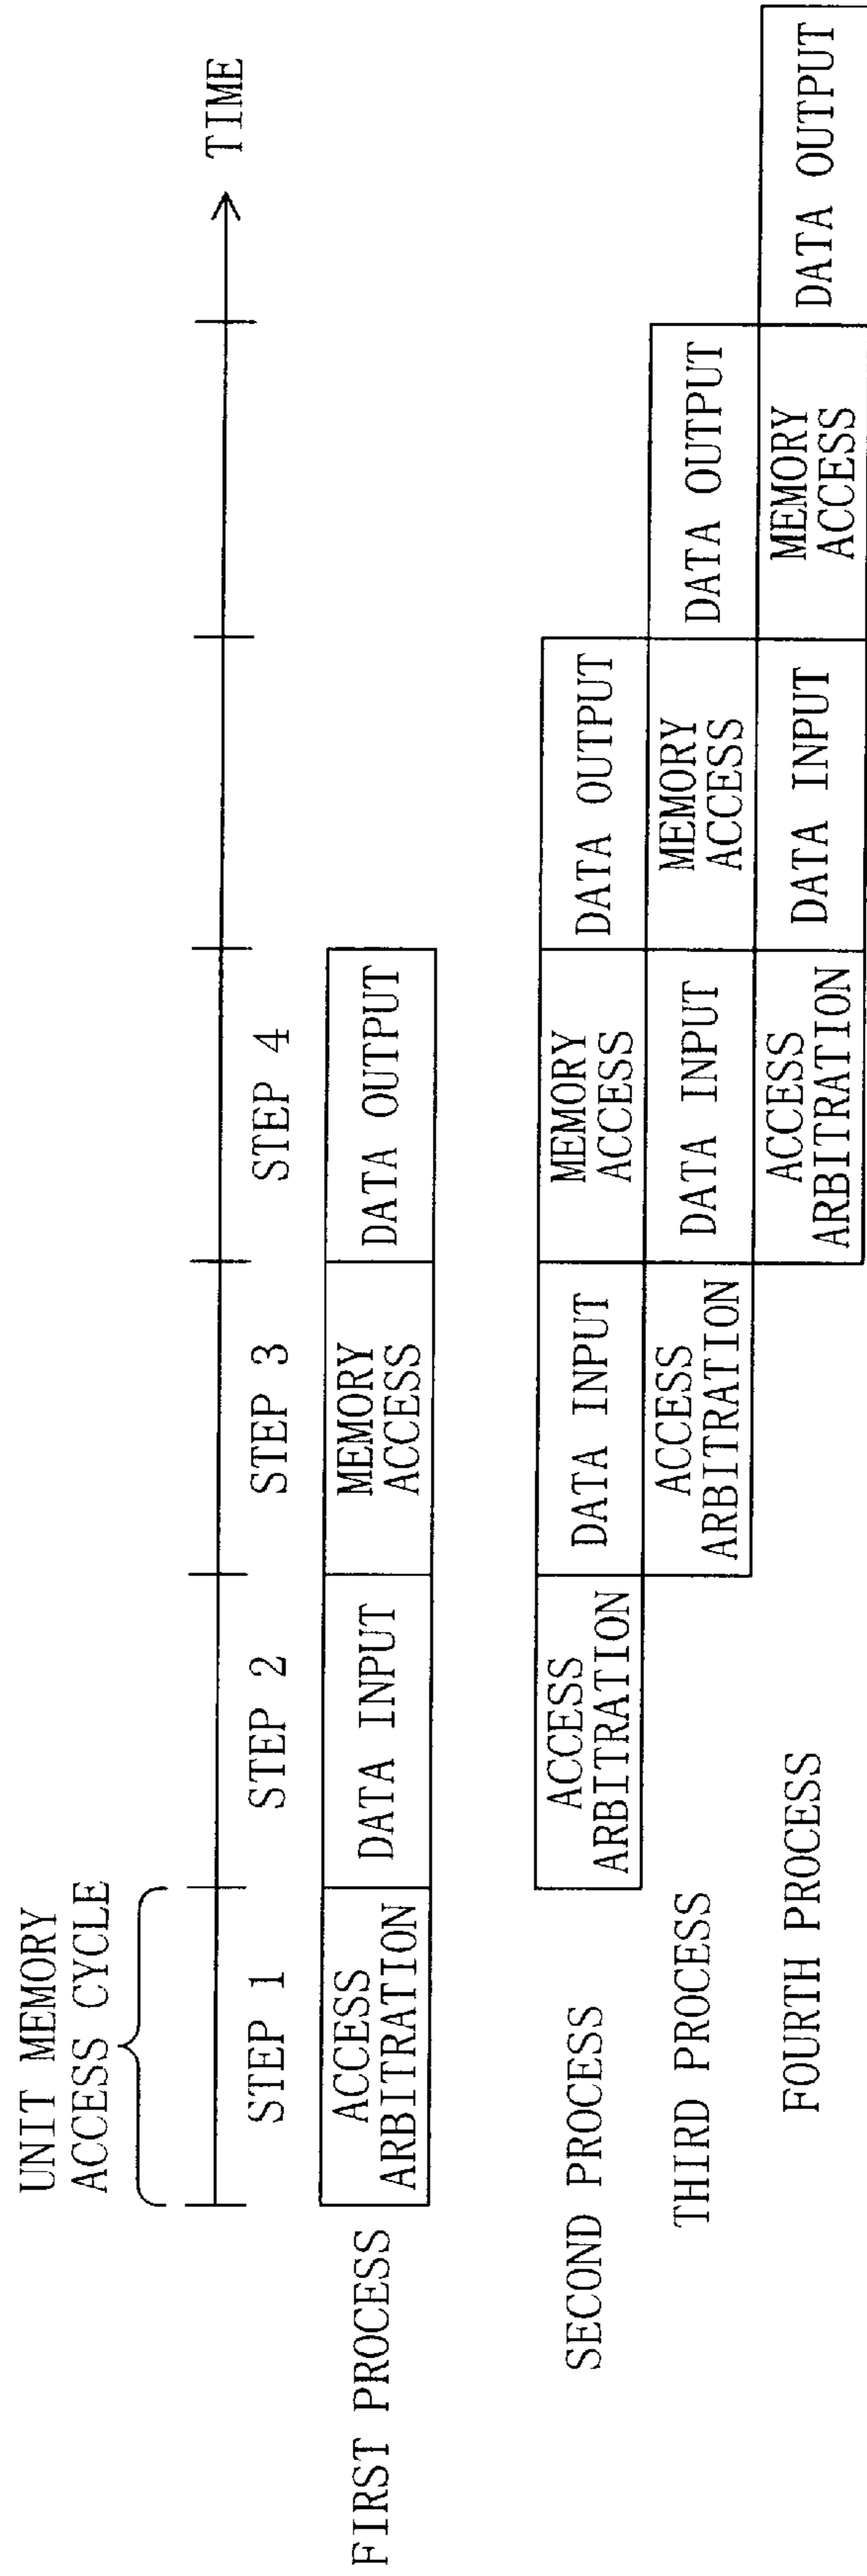 UNIT MEMORY
ACCESS CYCLE
TIME
STEP 1
STEP 2
STEP 3
STEP 4
FIRST PROCESS
ACCESS
ARBITRATION
DATA INPUT
MEMORY
ACCESS
DATA OUTPUT
SECOND PROCESS
ACCESS
ARBITRATION
DATA INPUT
MEMORY
ACCESS
DATA OUTPUT
THIRD PROCESS
ACCESS
ARBITRATION
DATA INPUT
MEMORY
ACCESS
DATA OUTPUT
FOURTH PROCESS
ACCESS
ARBITRATION
DATA INPUT
MEMORY
ACCESS
DATA OUTPUT